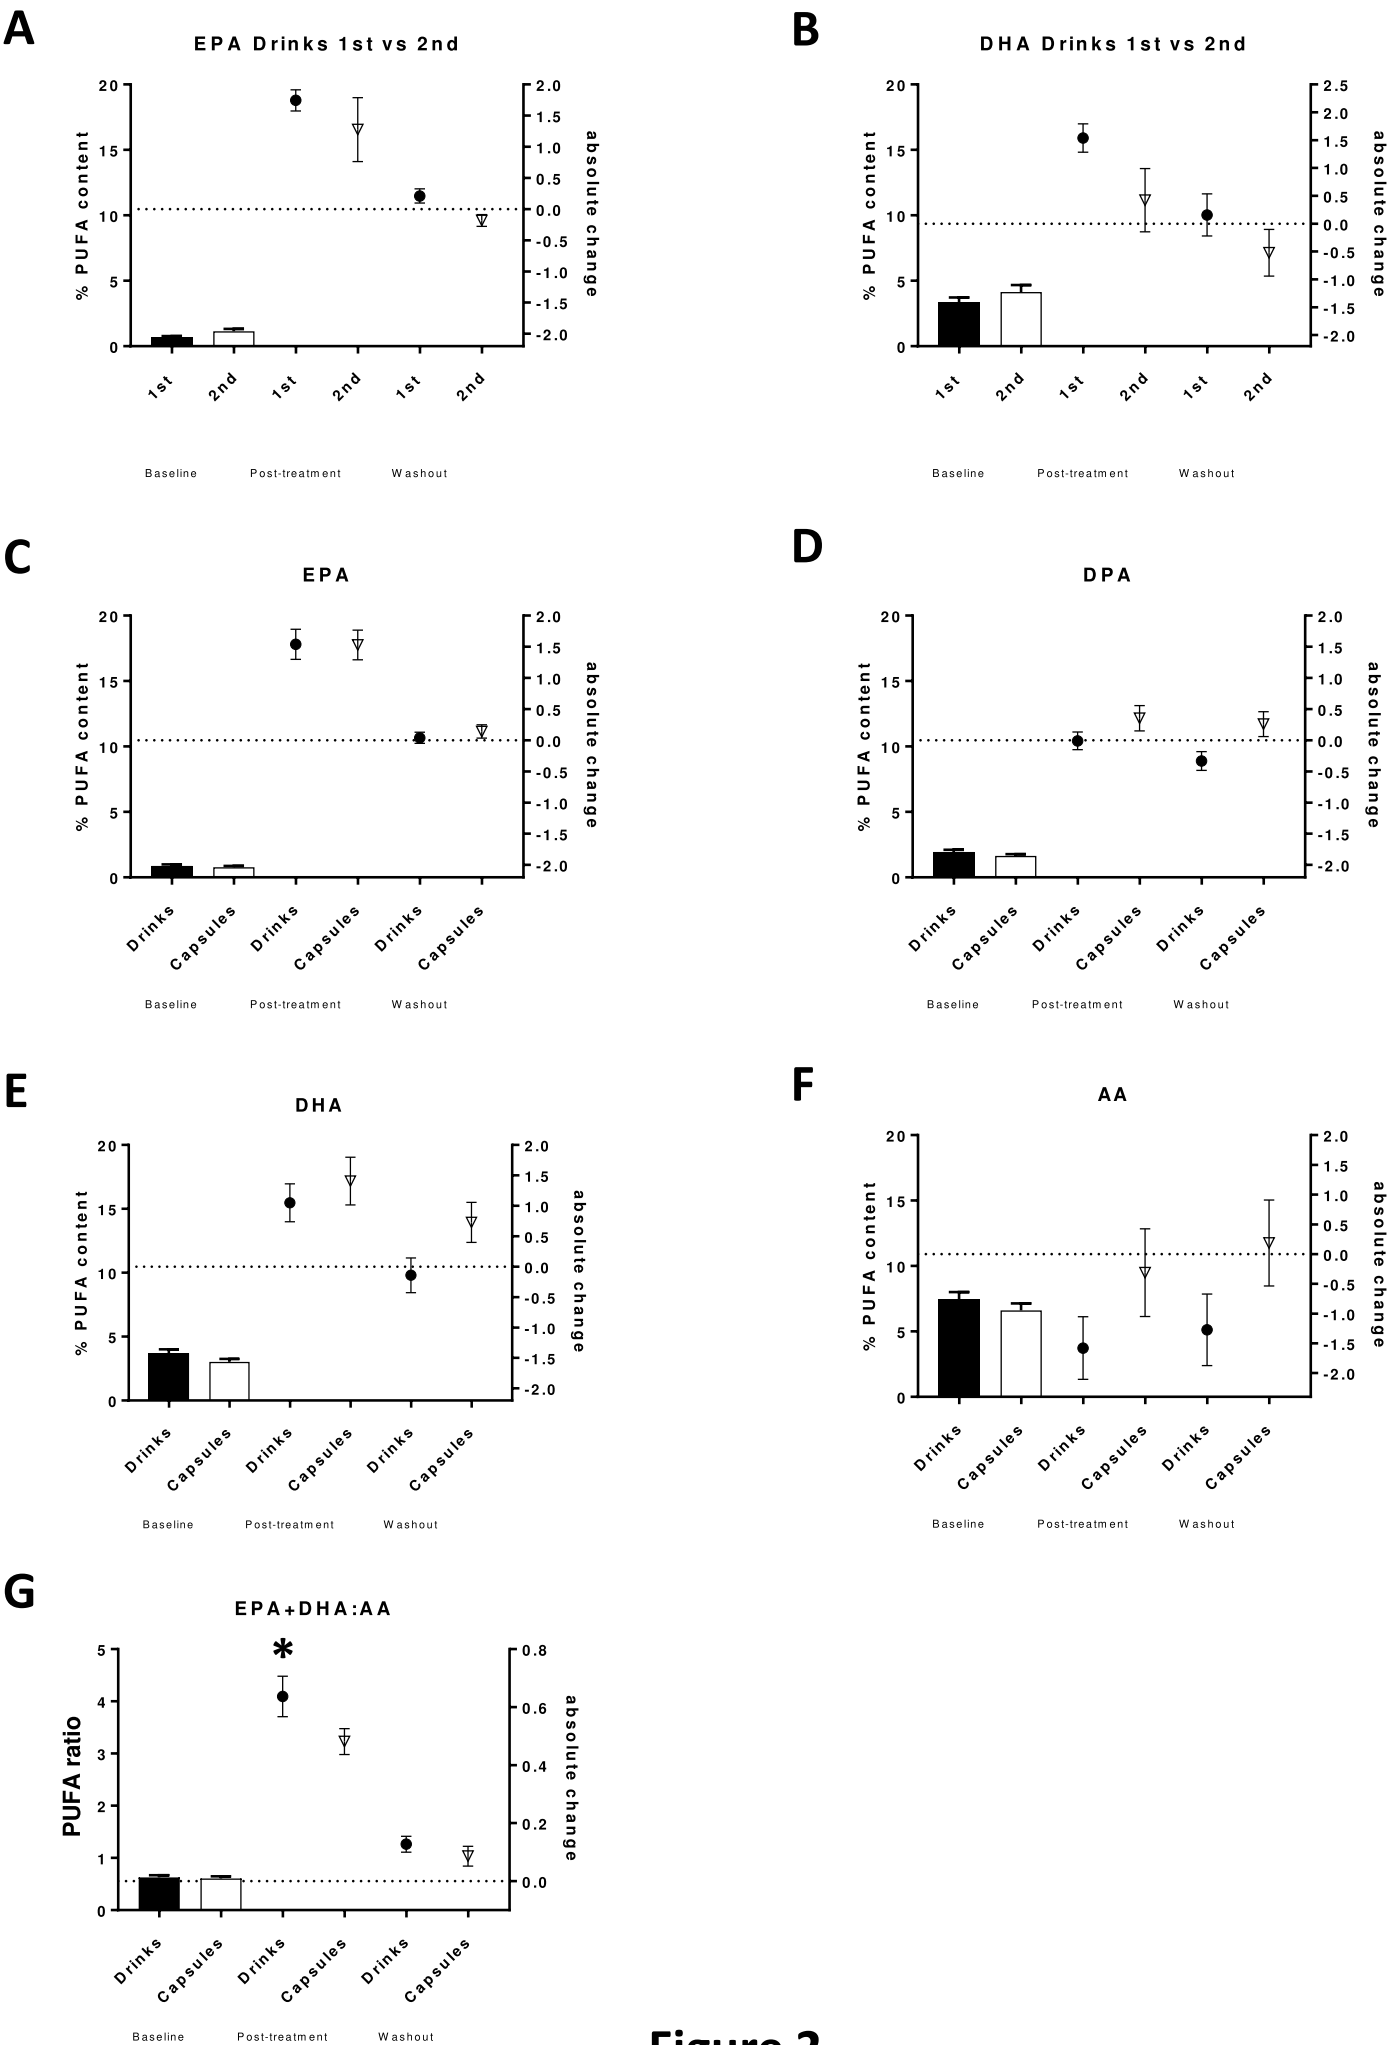 A
EPA Drinks 1st vs 2nd
% PUFA content
20
15
10
5
0
2.0
1.5
1.0
0.5
0.0
-0.5
-1.0
-1.5
-2.0
absolute change
1st
2nd
1st
2nd
1st
2nd
Baseline
Post-treatment
Washout
B
DHA Drinks 1st vs 2nd
% PUFA content
20
15
10
5
0
2.5
2.0
1.5
1.0
0.5
0.0
-0.5
-1.0
-1.5
-2.0
absolute change
1st
2nd
1st
2nd
1st
2nd
Baseline
Post-treatment
Washout
C
EPA
% PUFA content
20
15
10
5
0
2.0
1.5
1.0
0.5
0.0
-0.5
-1.0
-1.5
-2.0
absolute change
Drinks
Capsules
Drinks
Capsules
Drinks
Capsules
Baseline
Post-treatment
Washout
D
DPA
% PUFA content
20
15
10
5
0
2.0
1.5
1.0
0.5
0.0
-0.5
-1.0
-1.5
-2.0
absolute change
Drinks
Capsules
Drinks
Capsules
Drinks
Capsules
Baseline
Post-treatment
Washout
E
DHA
% PUFA content
20
15
10
5
0
2.0
1.5
1.0
0.5
0.0
-0.5
-1.0
-1.5
-2.0
absolute change
Drinks
Capsules
Drinks
Capsules
Drinks
Capsules
Baseline
Post-treatment
Washout
F
AA
% PUFA content
20
15
10
5
0
2.0
1.5
1.0
0.5
0.0
-0.5
-1.0
-1.5
-2.0
absolute change
Drinks
Capsules
Drinks
Capsules
Drinks
Capsules
Baseline
Post-treatment
Washout
G
EPA+DHA:AA
*
PUFA ratio
5
4
3
2
1
0
0.8
0.6
0.4
0.2
0.0
absolute change
Drinks
Capsules
Drinks
Capsules
Drinks
Capsules
Baseline
Post-treatment
Washout
Figure